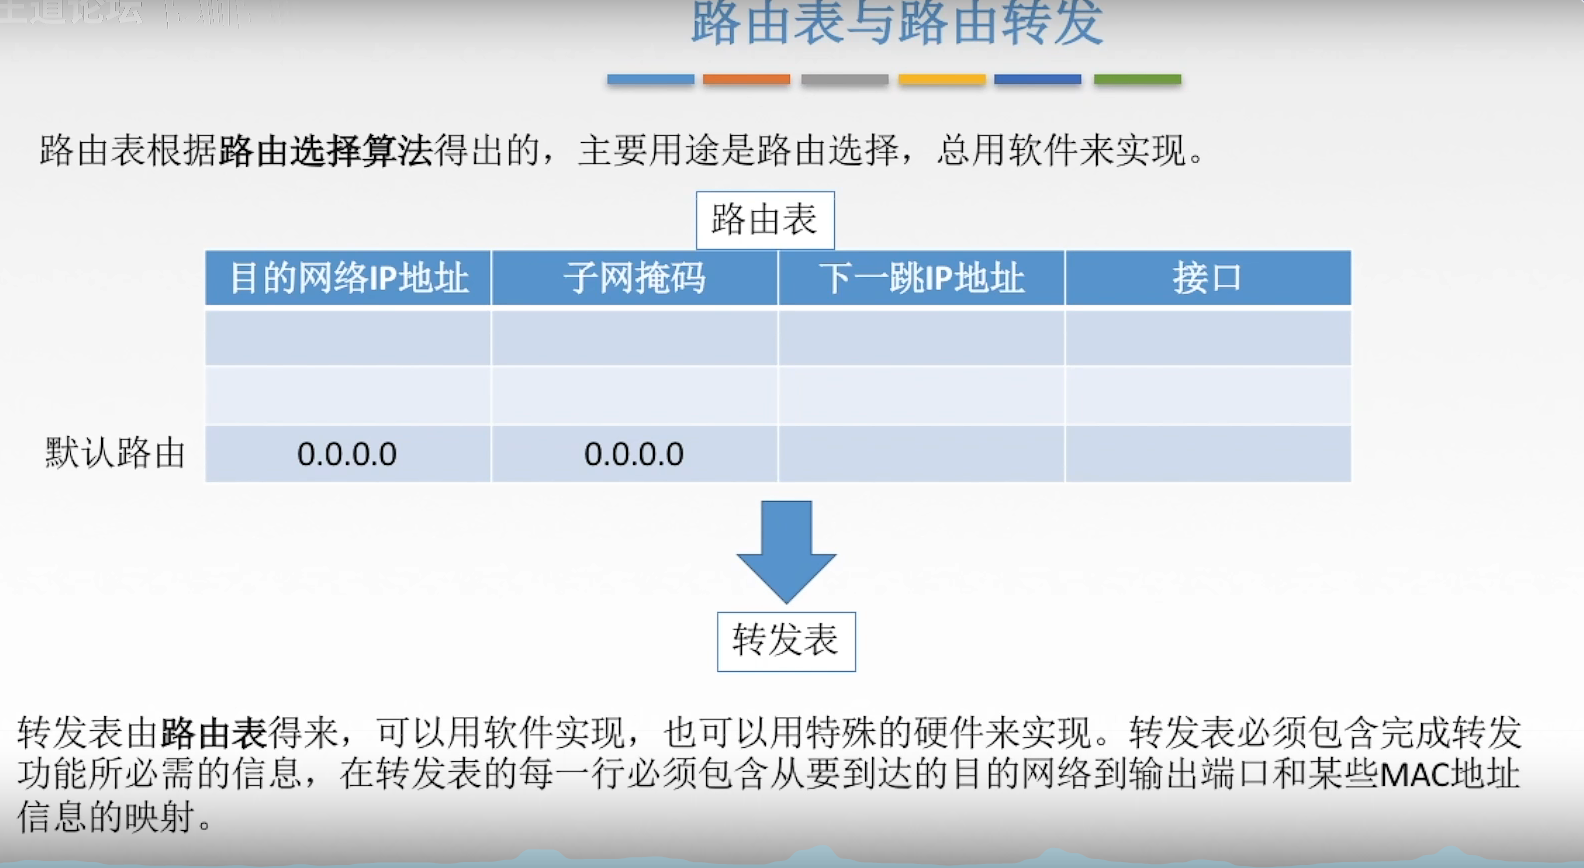 王道论坛
路由表与路由转发
路由表根据路由选择算法得出的，主要用途是路由选择，总用软件来实现。
路由表
目的网络IP地址 子网掩码 下一跳IP地址 接口
默认路由 0.0.0.0 0.0.0.0
转发表
转发表由路由表得来，可以用软件实现，也可以用特殊的硬件来实现。转发表必须包含完成转发
功能所必需的信息，在转发表的每一行必须包含从要到达的目的网络到输出端口和某些MAC地址
信息的映射。